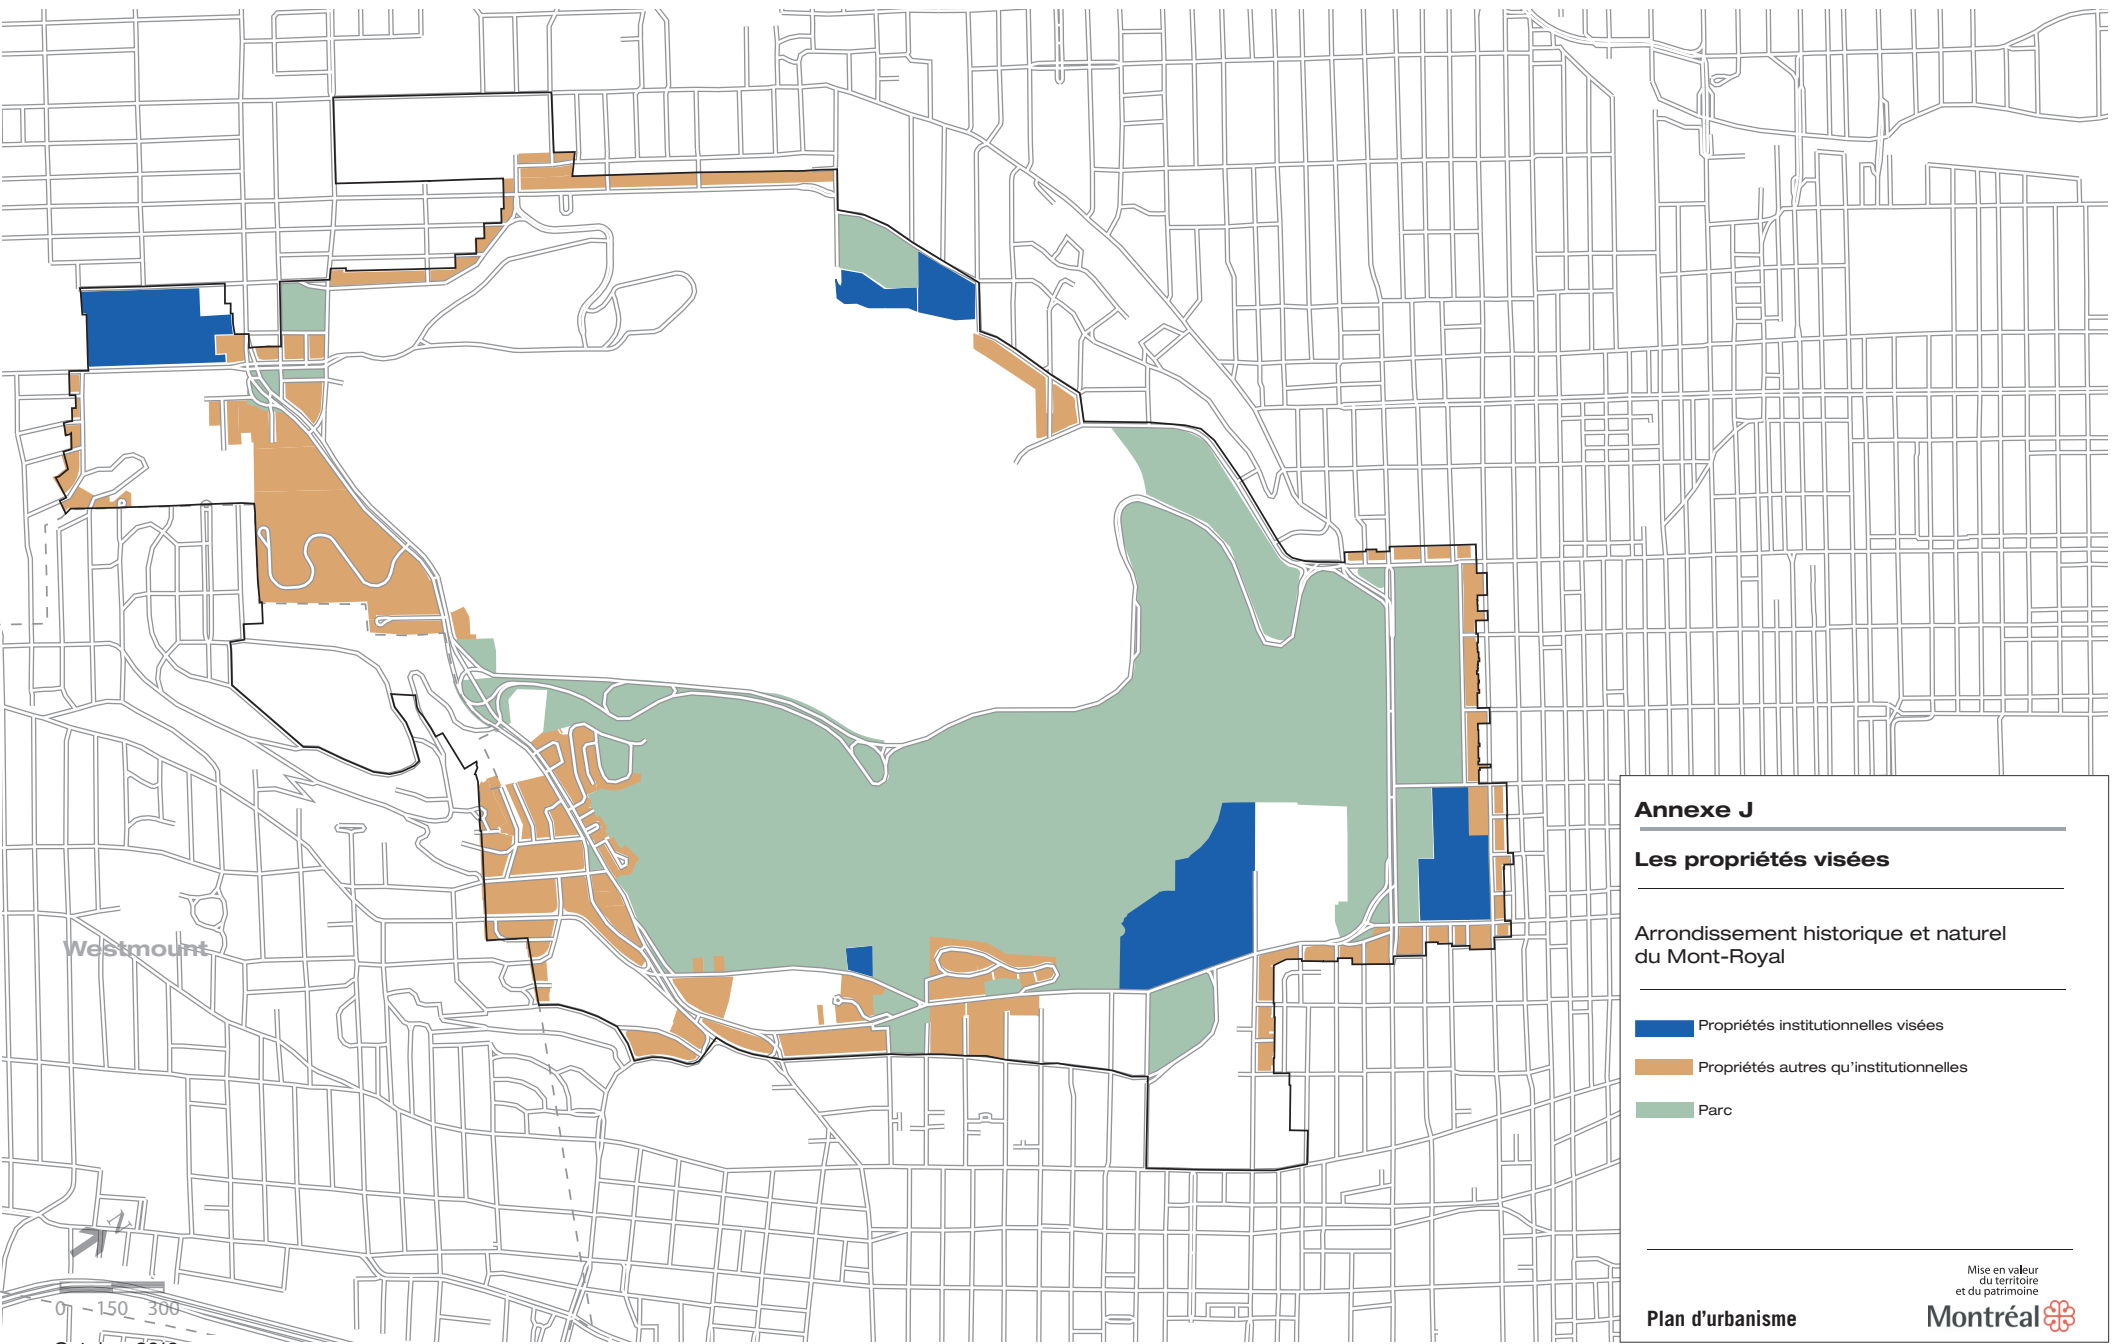 Annexe J
Les propriétés visées
Arrondissement historique et naturel
du Mont-Royal
Propriétés institutionnelles visées
Propriétés autres qu'institutionnelles
Parc
Mise en valeur
du territoire
et du patrimoine
Plan d'urbanisme
Montréal
Westmount
N
0 150 300